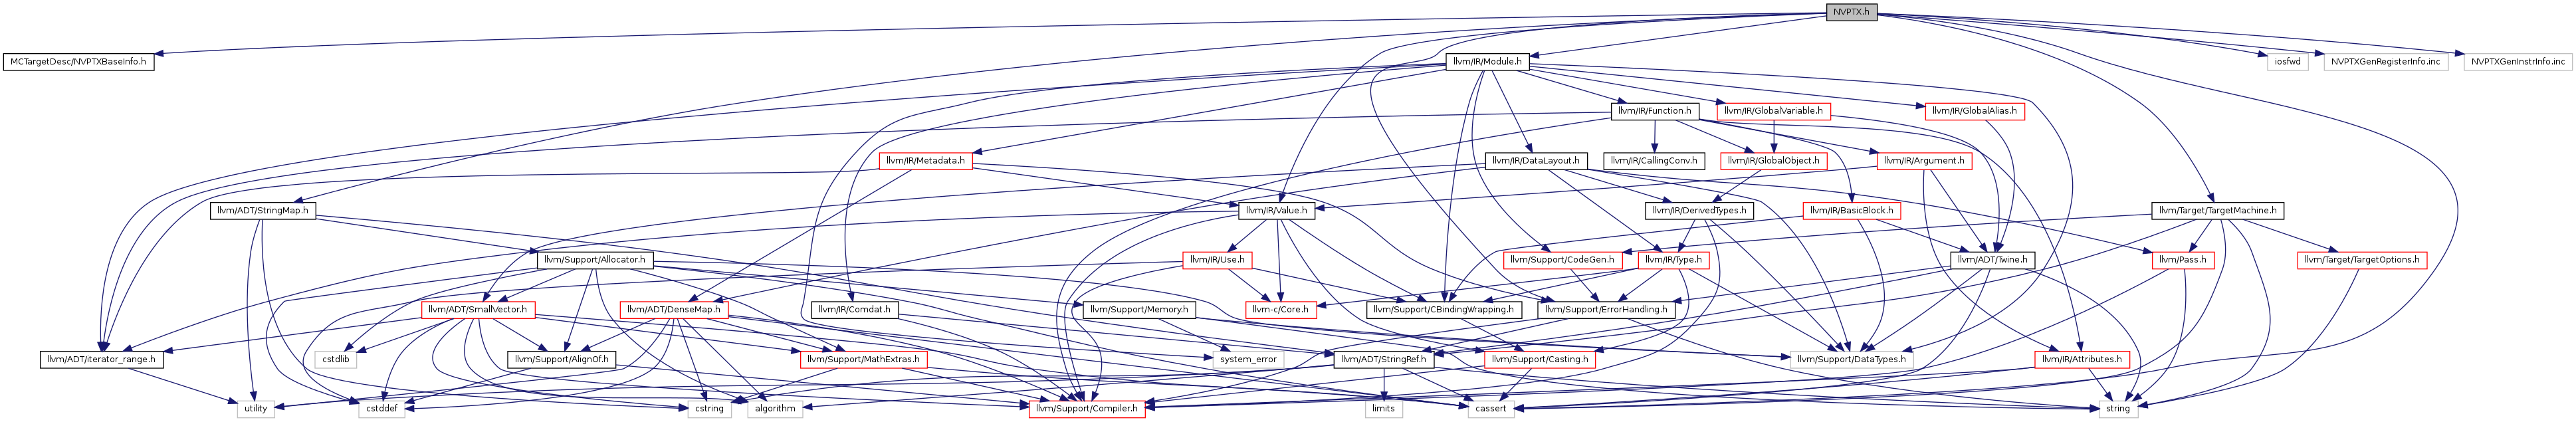 NVPTX.h
MCTargetDesc/NVPTXBaseInfo.h
llvm/IR/Module.h
iosfwd
NVPTXGenRegisterInfo.inc
NVPTXGenInstrInfo.inc
llvm/IR/Function.h
llvm/IR/GlobalVariable.h
llvm/IR/GlobalAlias.h
llvm/IR/Metadata.h
llvm/IR/DataLayout.h
llvm/IR/CallingConv.h
llvm/IR/GlobalObject.h
llvm/IR/Argument.h
llvm/ADT/StringMap.h
llvm/IR/Value.h
llvm/IR/DerivedTypes.h
llvm/IR/BasicBlock.h
llvm/Target/TargetMachine.h
llvm/Support/Allocator.h
llvm/IR/Use.h
llvm/Support/CodeGen.h
llvm/IR/Type.h
llvm/ADT/Twine.h
llvm/Pass.h
llvm/Target/TargetOptions.h
llvm/ADT/SmallVector.h
llvm/ADT/DenseMap.h
llvm/IR/Comdat.h
llvm/Support/Memory.h
llvm-c/Core.h
llvm/Support/CBindingWrapping.h
llvm/Support/ErrorHandling.h
llvm/ADT/iterator_range.h
cstdlib
llvm/Support/AlignOf.h
llvm/Support/MathExtras.h
system_error
llvm/ADT/StringRef.h
llvm/Support/Casting.h
llvm/Support/DataTypes.h
llvm/IR/Attributes.h
utility
cstddef
cstring
algorithm
llvm/Support/Compiler.h
limits
cassert
string